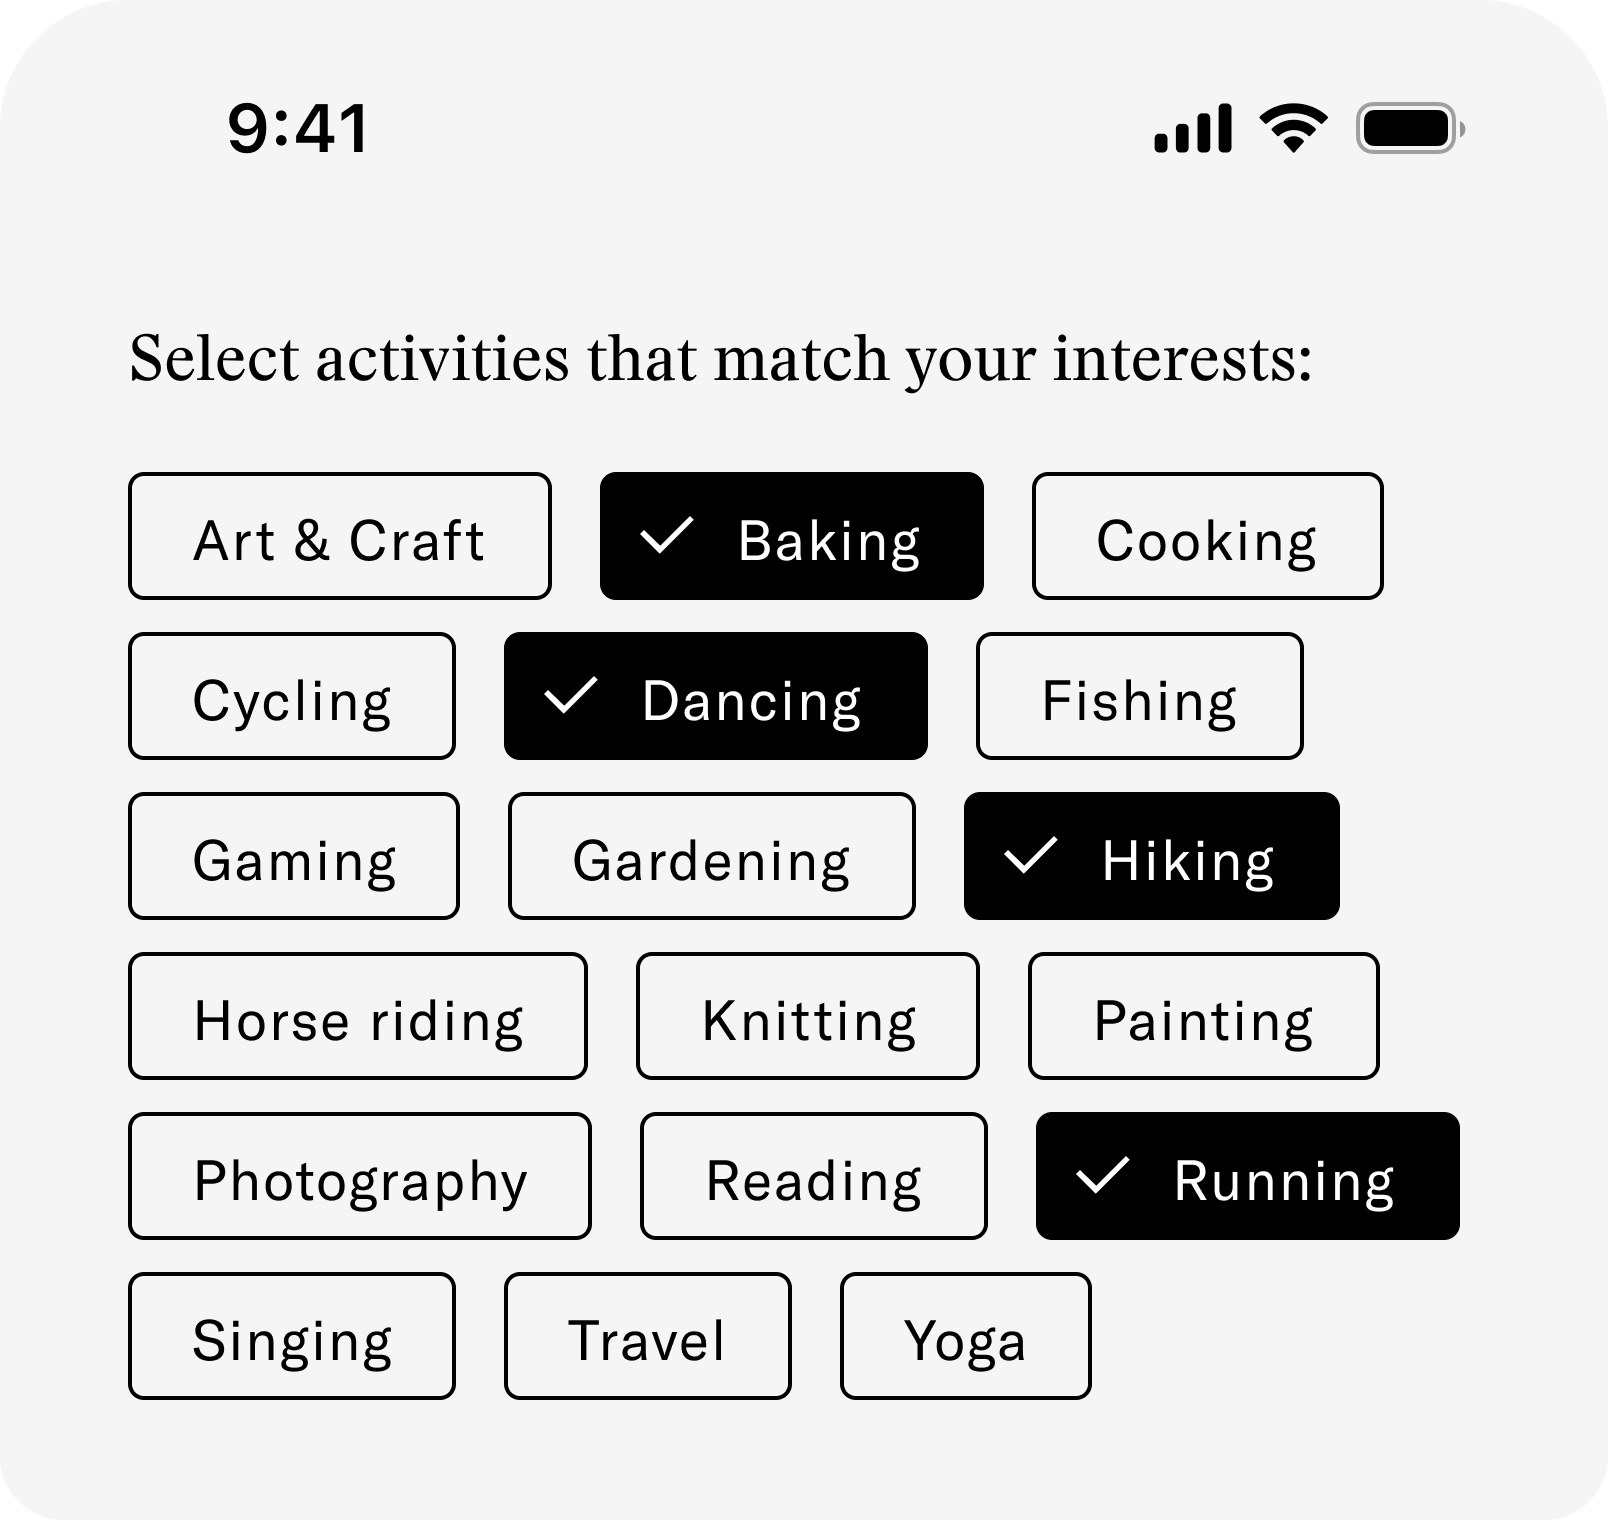 9:41
Select activities that match your interests:
Art & Craft Baking Cooking
Cycling Dancing Fishing
Gaming Gardening Hiking
Horse riding Knitting Painting
Photography Reading Running
Singing Travel Yoga